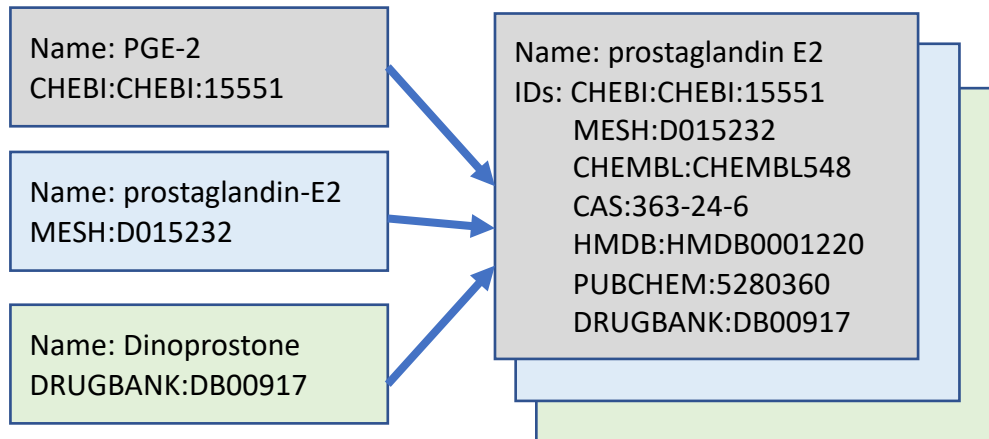 Name: PGE-2
CHEBI:CHEBI:15551
Name: prostaglandin-E2
MESH:D015232
Name: Dinoprostone
DRUGBANK:DB00917
Name: prostaglandin E2
IDs: CHEBI:CHEBI:15551
MESH:D015232
CHEMBL:CHEMBL548
CAS:363-24-6
HMDB:HMDB0001220
PUBCHEM:5280360
DRUGBANK:DB00917